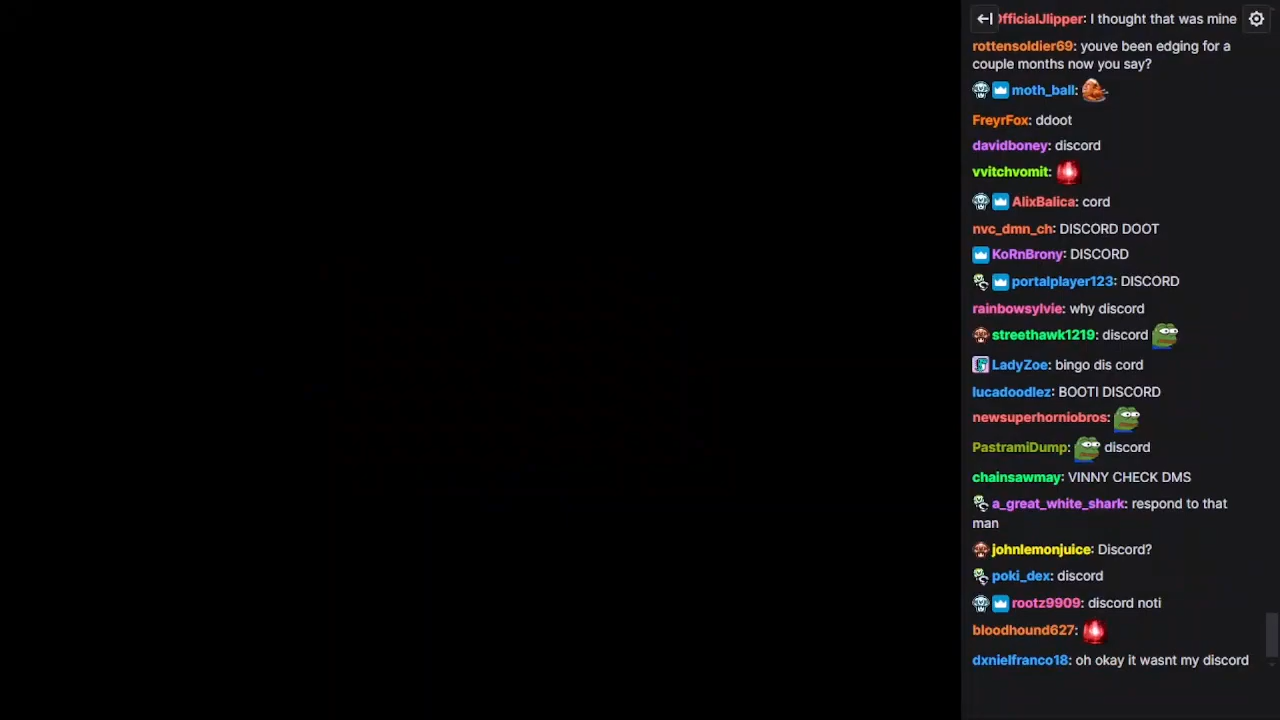 OfficialJlipper: I thought that was mine
rottensoldier69: youve been edging for a
couple months now you say?
moth_ball:
FreyrFox: ddoot
davidboney: discord
vvitchvomit:
AlixBalica: cord
nvc_dmn_ch: DISCORD DOOT
KoRnBrony: DISCORD
portalplayer123: DISCORD
rainbowsylvie: why discord
streethawk1219: discord
LadyZoe: bingo dis cord
lucadoodlez: BOOTI DISCORD
newsuperhorniobros:
PastramiDump: discord
chainsawmay: VINNY CHECK DMS
a_great_white_shark: respond to that
man
johnlemonjuice: Discord?
poki_dex: discord
rootz9909: discord noti
bloodhound627:
dxnielfranco18: oh okay it wasnt my discord